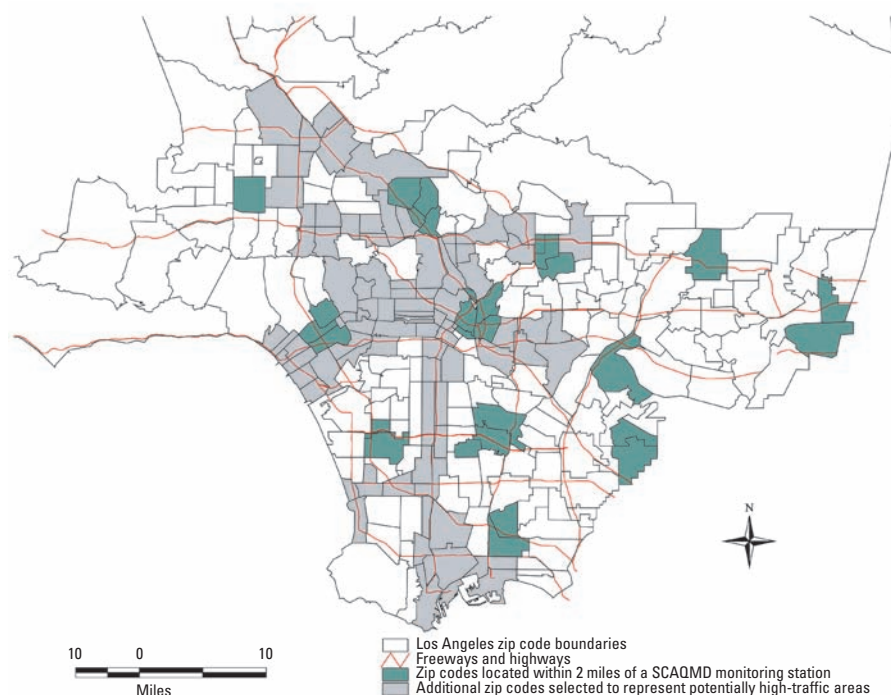 N
Los Angeles zip code boundaries
Freeways and highways
Zip codes located within 2 miles of a SCAQMD monitoring station
Additional zip codes selected to represent potentially high-traffic areas
10 0 10
Miles